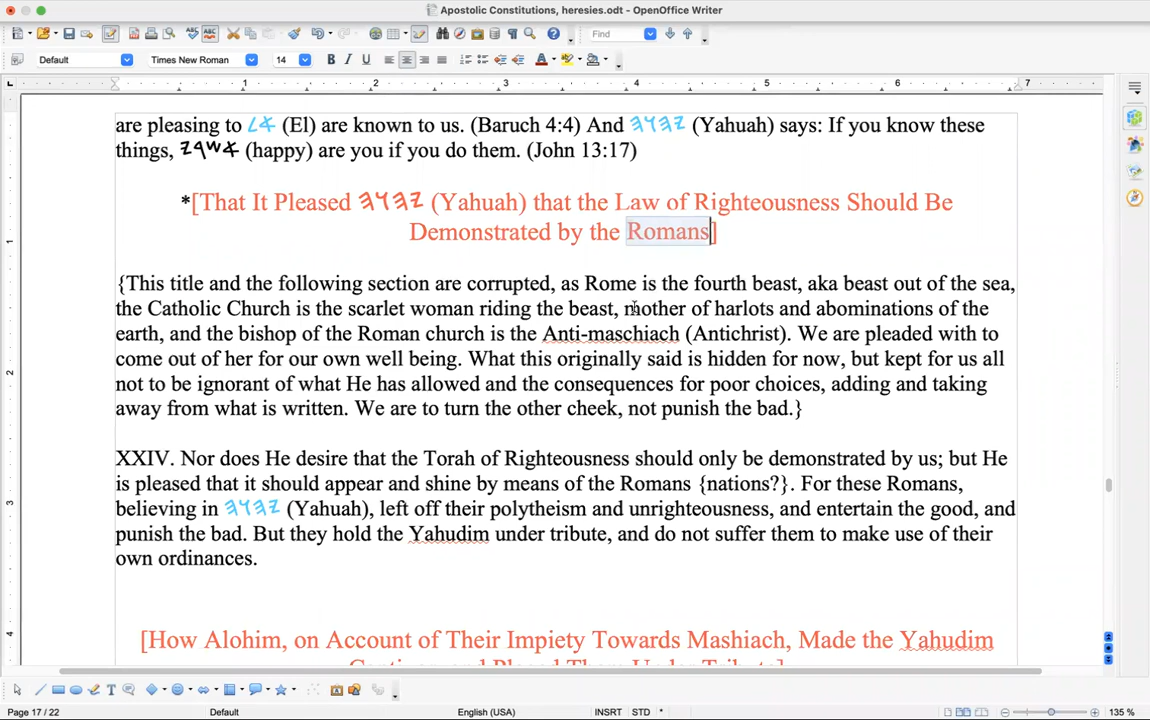 Apostolic Constitutions, heresies.odt - OpenOffice Writer
Find
Default Times New Roman 14 B I U
1 2 3 4 5 6 7
are pleasing to 𐤋𐤀 (El) are known to us. (Baruch 4:4) And 𐤄𐤅𐤄𐤉 (Yahuah) says: If you know these
things, 𐤉𐤓𐤔𐤀 (happy) are you if you do them. (John 13:17)
*[That It Pleased 𐤄𐤅𐤄𐤉 (Yahuah) that the Law of Righteousness Should Be
Demonstrated by the Romans]
{This title and the following section are corrupted, as Rome is the fourth beast, aka beast out of the sea,
the Catholic Church is the scarlet woman riding the beast, mother of harlots and abominations of the
earth, and the bishop of the Roman church is the Anti-maschiach (Antichrist). We are pleaded with to
come out of her for our own well being. What this originally said is hidden for now, but kept for us all
not to be ignorant of what He has allowed and the consequences for poor choices, adding and taking
away from what is written. We are to turn the other cheek, not punish the bad.}
XXIV. Nor does He desire that the Torah of Righteousness should only be demonstrated by us; but He
is pleased that it should appear and shine by means of the Romans {nations?}. For these Romans,
believing in 𐤄𐤅𐤄𐤉 (Yahuah), left off their polytheism and unrighteousness, and entertain the good, and
punish the bad. But they hold the Yahudim under tribute, and do not suffer them to make use of their
own ordinances.
[How Alohim, on Account of Their Impiety Towards Mashiach, Made the Yahudim
Page 17 / 22 Default English (USA) INSRT STD * 135 %